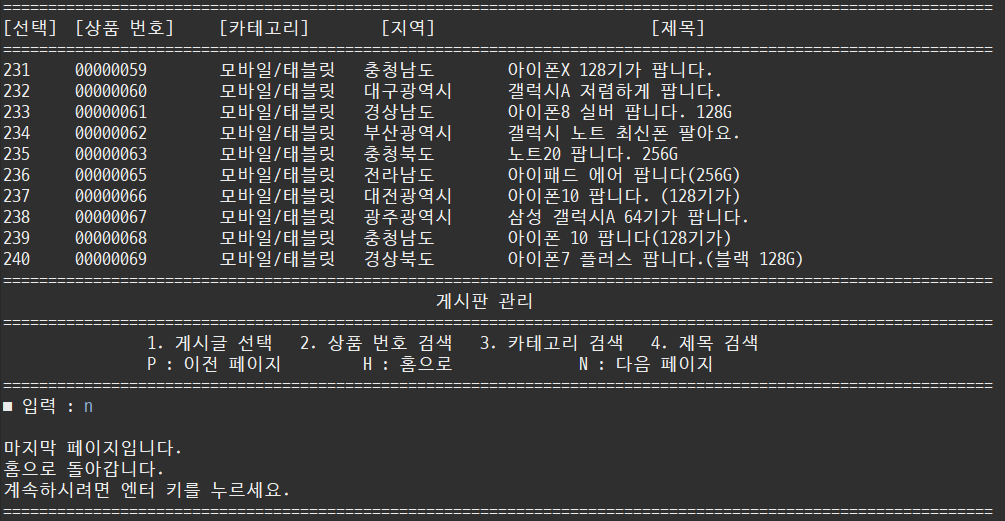 ==============================================================================================================
[선택] [상품 번호] [카테고리] [지역] [제목]
==============================================================================================================
231 00000059 모바일/태블릿 충청남도 아이폰X 128기가 팝니다.
232 00000060 모바일/태블릿 대구광역시 갤럭시A 저렴하게 팝니다.
233 00000061 모바일/태블릿 경상남도 아이폰8 실버 팝니다. 128G
234 00000062 모바일/태블릿 부산광역시 갤럭시 노트 최신폰 팔아요.
235 00000063 모바일/태블릿 충청북도 노트20 팝니다. 256G
236 00000065 모바일/태블릿 전라남도 아이패드 에어 팝니다(256G)
237 00000066 모바일/태블릿 대전광역시 아이폰10 팝니다. (128기가)
238 00000067 모바일/태블릿 광주광역시 삼성 갤럭시A 64기가 팝니다.
239 00000068 모바일/태블릿 충청남도 아이폰 10 팝니다(128기가)
240 00000069 모바일/태블릿 경상북도 아이폰7 플러스 팝니다.(블랙 128G)
==============================================================================================================
게시판 관리
==============================================================================================================
1. 게시글 선택 2. 상품 번호 검색 3. 카테고리 검색 4. 제목 검색
P : 이전 페이지 H : 홈으로 N : 다음 페이지
==============================================================================================================
■ 입력 : n
마지막 페이지입니다.
홈으로 돌아갑니다.
계속하시려면 엔터 키를 누르세요.
==============================================================================================================